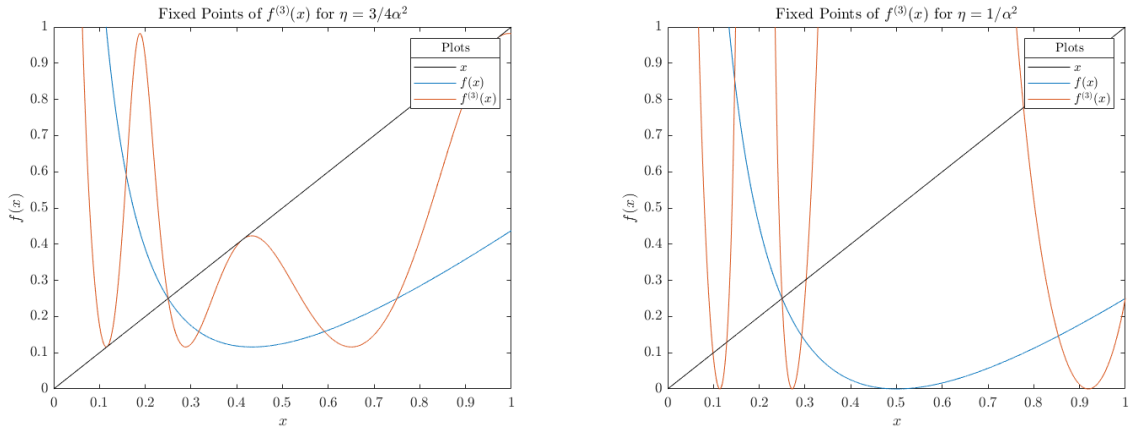 Fixed Points of f^{(3)}(x) for η = 3/4α²
1
0.9
0.8
0.7
0.6
0.5
0.4
0.3
0.2
0.1
0
f(x)
0 0.1 0.2 0.3 0.4 0.5 0.6 0.7 0.8 0.9 1
x
Plots
x
f(x)
f^{(3)}(x)
Fixed Points of f^{(3)}(x) for η = 1/α²
1
0.9
0.8
0.7
0.6
0.5
0.4
0.3
0.2
0.1
0
f(x)
0 0.1 0.2 0.3 0.4 0.5 0.6 0.7 0.8 0.9 1
x
Plots
x
f(x)
f^{(3)}(x)